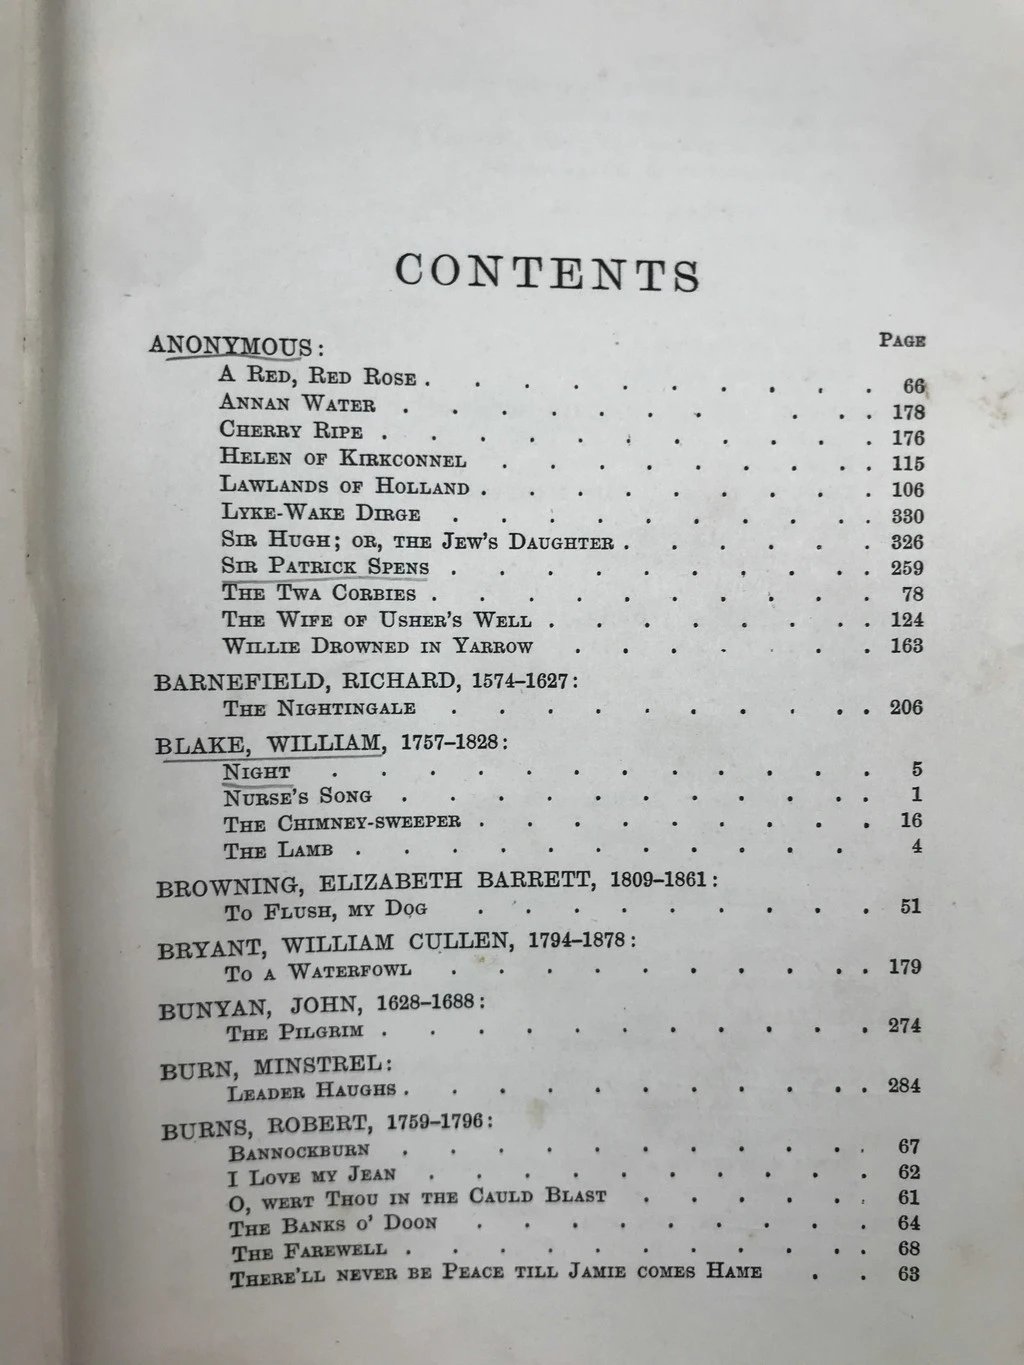 CONTENTS
ANONYMOUS: PAGE
A RED, RED ROSE . . . . . . . . . . 66
ANNAN WATER . . . . . . . . . . 178
CHERRY RIPE . . . . . . . . . . . 176
HELEN OF KIRKCONNEL . . . . . . . . 115
LAWLANDS OF HOLLAND . . . . . . . . . 106
LYKE-WAKE DIRGE . . . . . . . . . . 330
SIR HUGH; OR, THE JEW'S DAUGHTER . . . . . . 326
SIR PATRICK SPENS . . . . . . . . . . 259
THE TWA CORBIES . . . . . . . . . . 78
THE WIFE OF USHER'S WELL . . . . . . . . 124
WILLIE DROWNED IN YARROW . . . . . . . 163
BARNEFIELD, RICHARD, 1574–1627:
THE NIGHTINGALE . . . . . . . . . . 206
BLAKE, WILLIAM, 1757–1828:
NIGHT . . . . . . . . . . . . 5
NURSE'S SONG . . . . . . . . . . . 1
THE CHIMNEY-SWEEPER . . . . . . . . . 16
THE LAMB . . . . . . . . . . . 4
BROWNING, ELIZABETH BARRETT, 1809–1861:
TO FLUSH, MY DOG . . . . . . . . . 51
BRYANT, WILLIAM CULLEN, 1794–1878:
TO A WATERFOWL . . . . . . . . . . 179
BUNYAN, JOHN, 1628–1688:
THE PILGRIM . . . . . . . . . . . 274
BURN, MINSTREL:
LEADER HAUGHS . . . . . . . . . . . 284
BURNS, ROBERT, 1759–1796:
BANNOCKBURN . . . . . . . . . . . 67
I LOVE MY JEAN . . . . . . . . . . 62
O, WERT THOU IN THE CAULD BLAST . . . . . . 61
THE BANKS O' DOON . . . . . . . . . 64
THE FAREWELL . . . . . . . . . . . 68
THERE'LL NEVER BE PEACE TILL JAMIE COMES HAME . . 63